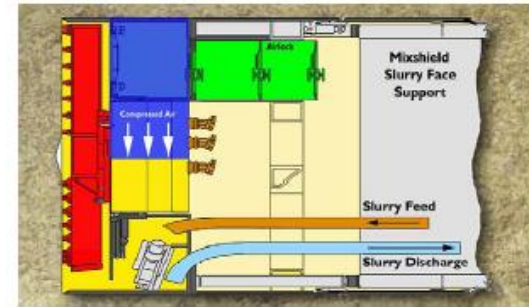 Airlock
Mixshield
Slurry Face
Support
Compressed Air
Slurry Feed
Slurry Discharge